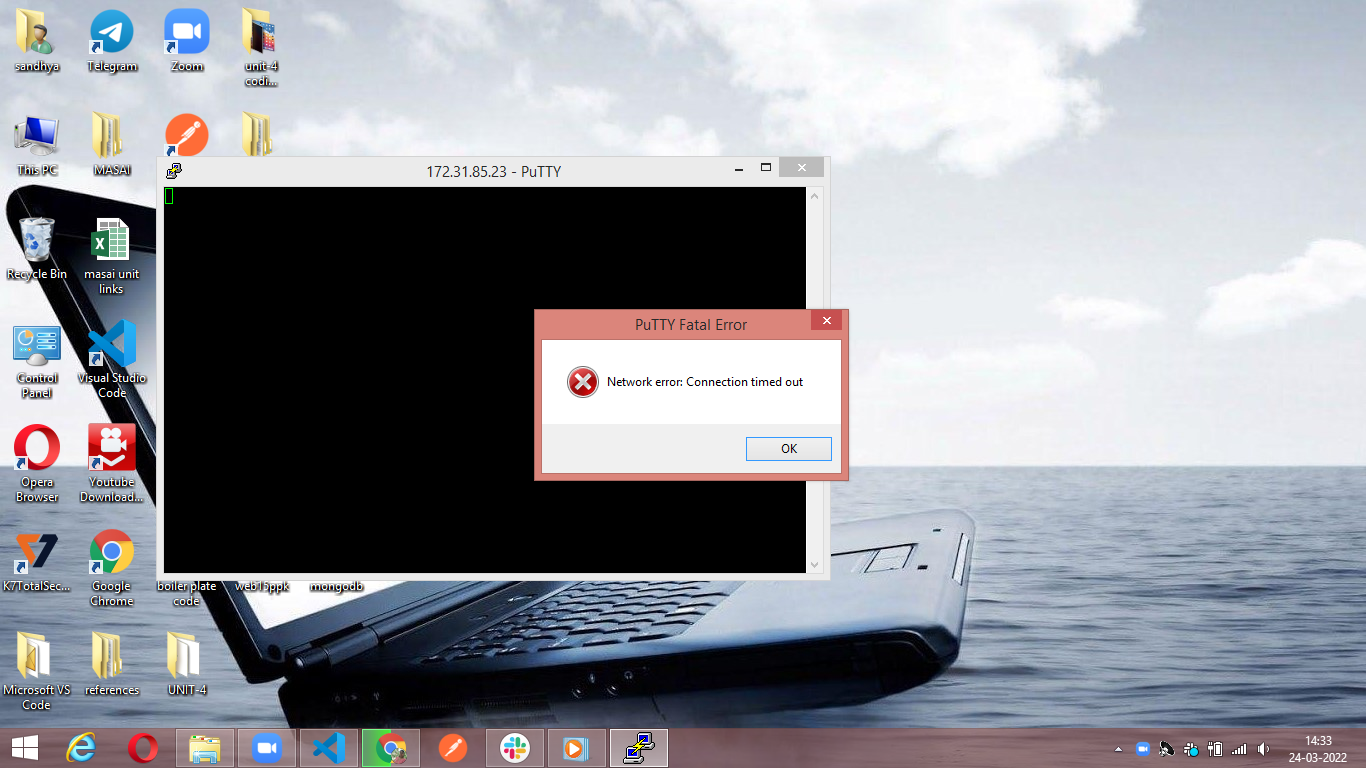 sandhya
Telegram
Zoom
unit-4
codi...
This PC
MASAI
172.31.85.23 - PuTTY
Recycle Bin
masai unit
links
PuTTY Fatal Error
Network error: Connection timed out
OK
Control
Panel
Visual Studio
Code
Opera
Browser
Youtube
Download...
K7TotalSec...
Google
Chrome
boiler plate
code
web15ppk
mongodb
Microsoft VS
Code
references
UNIT-4
14:33
24-03-2022